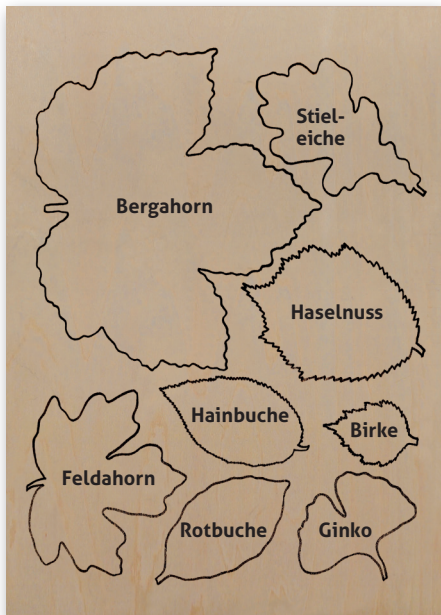 Stiel-
eiche
Bergahorn
Haselnuss
Hainbuche
Birke
Feldahorn
Rotbuche
Ginko